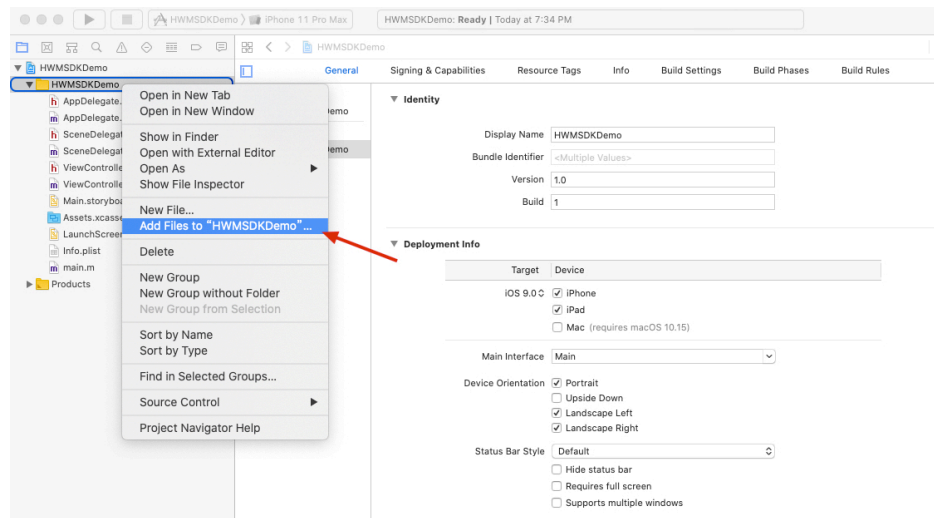 HWMSDKDemo
iPhone 11 Pro Max
HWMSDKDemo: Ready | Today at 7:34 PM
HWMSDKDemo
HWMSDKDemo
General
Signing & Capabilities
Resource Tags
Info
Build Settings
Build Phases
Build Rules
HWMSDKDemo
AppDelegate.
AppDelegate.
SceneDelegat
SceneDelegat
ViewControlle
ViewControlle
Main.storyboa
Assets.xcasse
LaunchScreen
Info.plist
main.m
Products
Open in New Tab
Open in New Window
Show in Finder
Open with External Editor
Open As
Show File Inspector
New File...
Add Files to “HWMSDKDemo”...
Delete
New Group
New Group without Folder
New Group from Selection
Sort by Name
Sort by Type
Find in Selected Groups...
Source Control
Project Navigator Help
emo
emo
Identity
Display Name HWMSDKDemo
Bundle Identifier <Multiple Values>
Version 1.0
Build 1
Deployment Info
Target Device
iOS 9.0 iPhone
iPad
Mac (requires macOS 10.15)
Main Interface Main
Device Orientation Portrait
Upside Down
Landscape Left
Landscape Right
Status Bar Style Default
Hide status bar
Requires full screen
Supports multiple windows